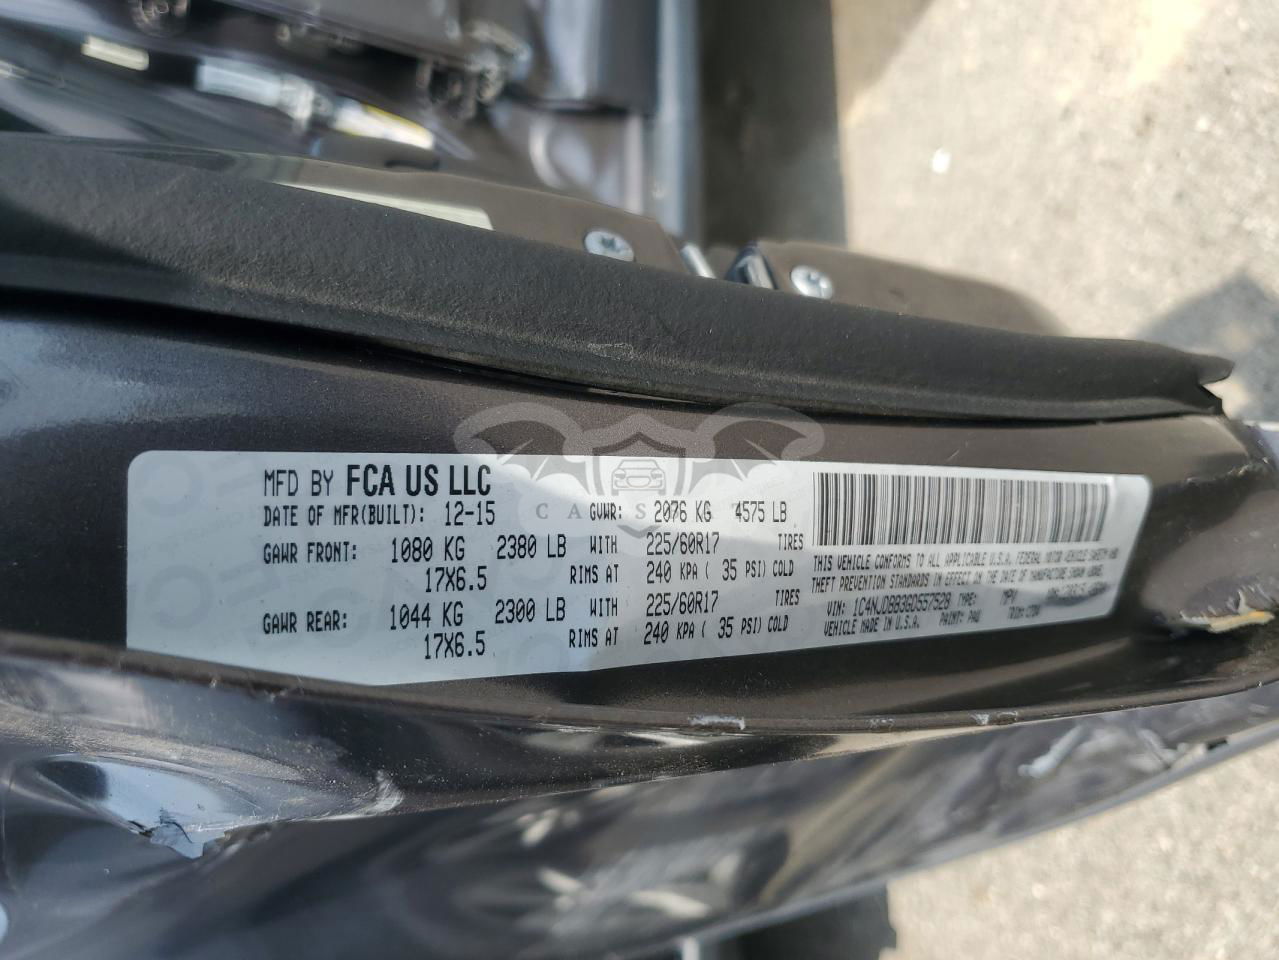 MFD BY FCA US LLC
DATE OF MFR(BUILT): 12-15 GVWR: 2076 KG 4575 LB
GAWR FRONT: 1080 KG 2380 LB WITH 225/60R17 TIRES
17X6.5 RIMS AT 240 KPA ( 35 PSI) COLD
GAWR REAR: 1044 KG 2300 LB WITH 225/60R17 TIRES
17X6.5 RIMS AT 240 KPA ( 35 PSI) COLD
THIS VEHICLE CONFORMS TO ALL APPLICABLE U.S.A. FEDERAL MOTOR VEHICLE SAFETY AND
THEFT PREVENTION STANDARDS IN EFFECT ON THE DATE OF MANUFACTURE SHOWN ABOVE.
VIN: 1C4NJDBB3GD557528 TYPE: MPV
VEHICLE MADE IN U.S.A. PAINT: PAU TRIM: